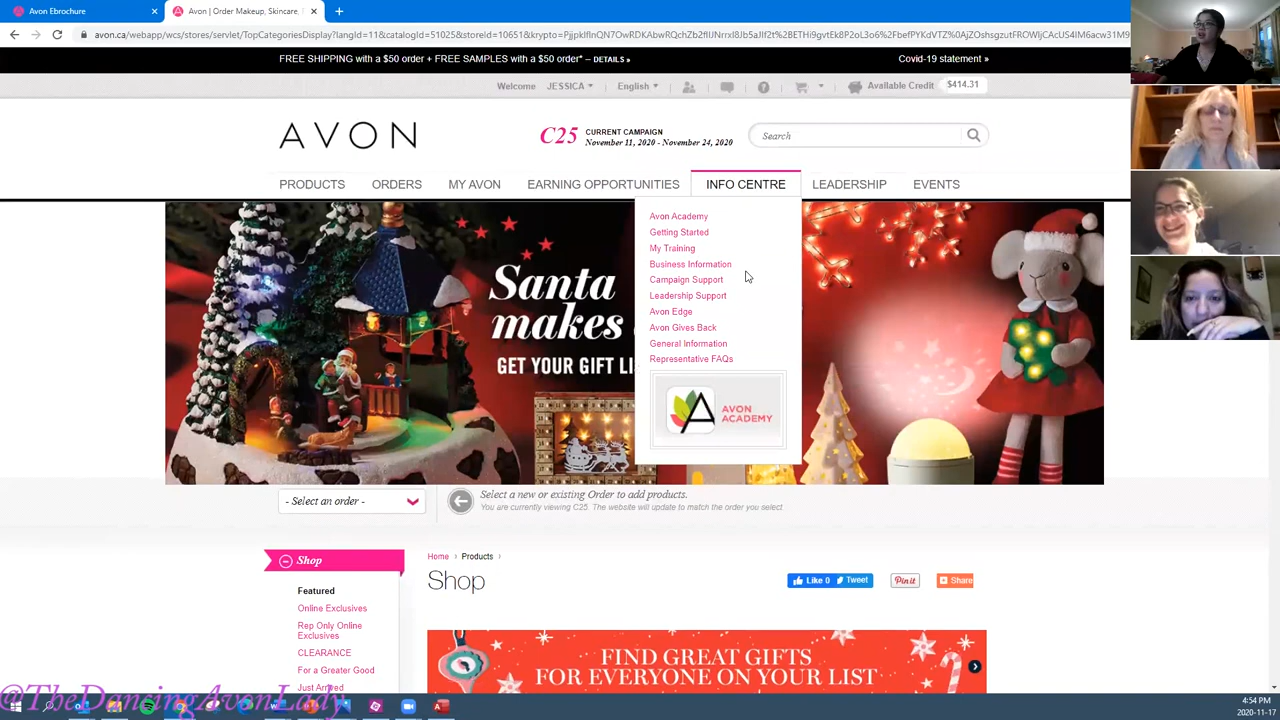 Avon Ebrochure
Avon | Order Makeup, Skincare,
FREE SHIPPING with a $50 order + FREE SAMPLES with a $50 order* – DETAILS »
Covid-19 statement »
Welcome JESSICA English Available Credit $414.31
AVON
C25 CURRENT CAMPAIGN
November 11, 2020 - November 24, 2020
Search
PRODUCTS ORDERS MY AVON EARNING OPPORTUNITIES INFO CENTRE LEADERSHIP EVENTS
Avon Academy
Getting Started
My Training
Business Information
Campaign Support
Leadership Support
Avon Edge
Avon Gives Back
General Information
Representative FAQs
AVON
ACADEMY
Santa
makes
GET YOUR GIFT LI
- Select an order -
Select a new or existing Order to add products.
You are currently viewing C25. The website will update to match the order you select
Shop
Featured
Online Exclusives
Rep Only Online
Exclusives
CLEARANCE
For a Greater Good
Just Arrived
Home › Products ›
Shop
Like 0 Tweet Pin it Share
FIND GREAT GIFTS
FOR EVERYONE ON YOUR LIST
@TheDancingAvonLady
4:54 PM
2020-11-17